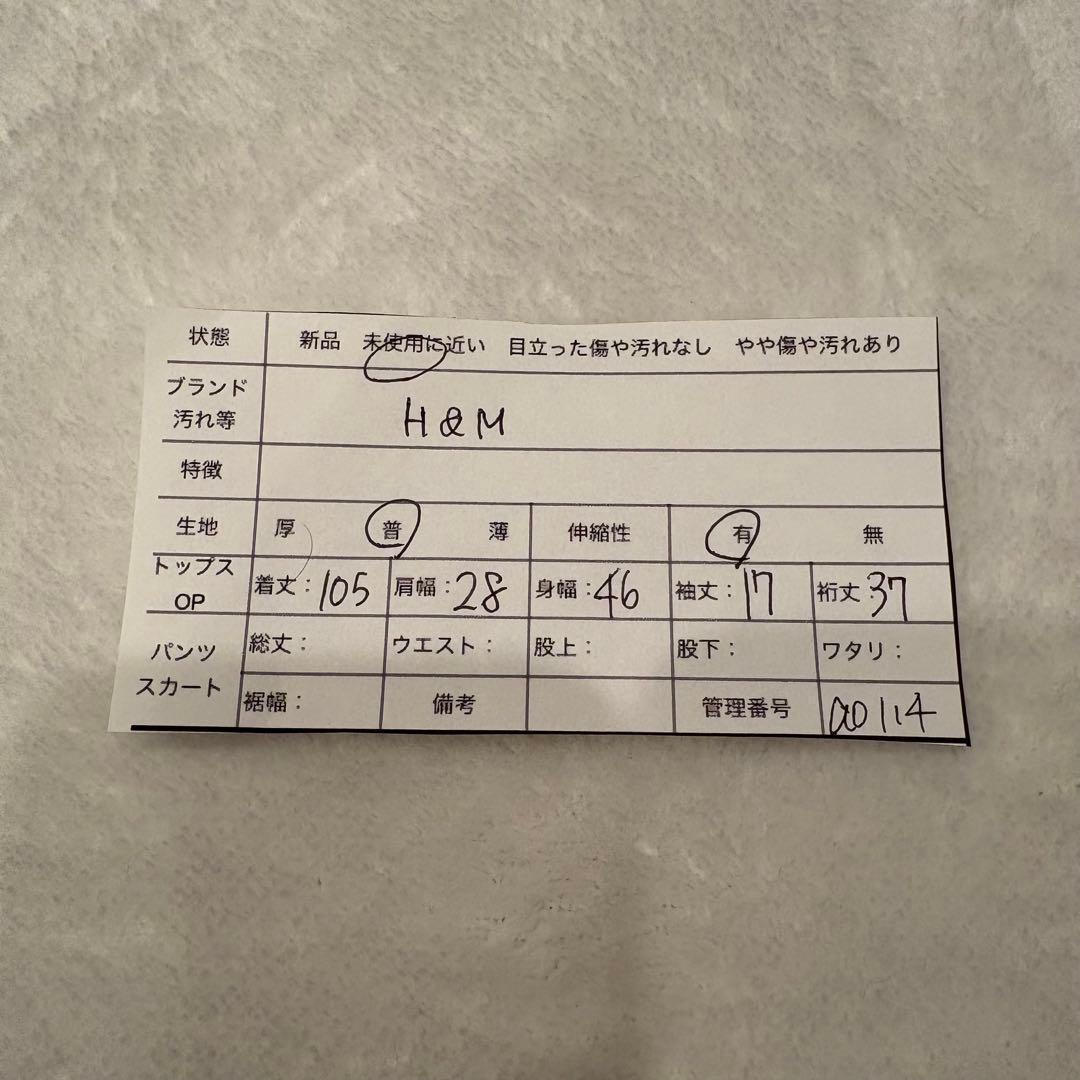 状態 新品 未使用に近い 目立った傷や汚れなし やや傷や汚れあり
ブランド
汚れ等 H&M
特徴
生地 厚 普 薄 伸縮性 有 無
トップス
OP 着丈：105 肩幅：28 身幅：46 袖丈：17 裄丈：37
パンツ
スカート 総丈： ウエスト： 股上： 股下： ワタリ：
裾幅： 備考 管理番号 a0114